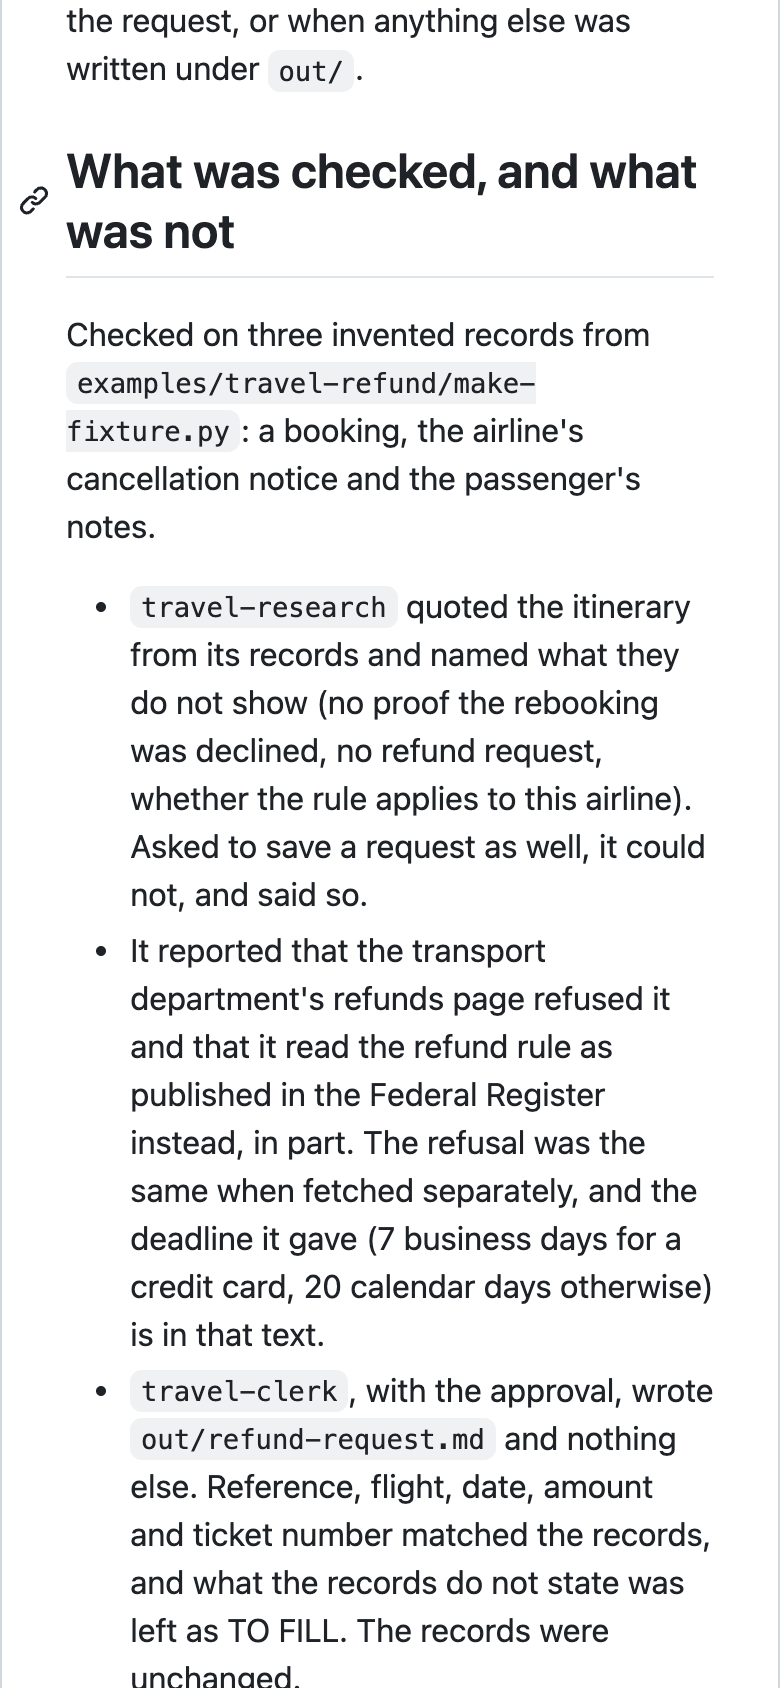 the request, or when anything else was
written under out/ .
What was checked, and what
was not
Checked on three invented records from
examples/travel-refund/make-
fixture.py : a booking, the airline's
cancellation notice and the passenger's
notes.
• travel-research quoted the itinerary
from its records and named what they
do not show (no proof the rebooking
was declined, no refund request,
whether the rule applies to this airline).
Asked to save a request as well, it could
not, and said so.
• It reported that the transport
department's refunds page refused it
and that it read the refund rule as
published in the Federal Register
instead, in part. The refusal was the
same when fetched separately, and the
deadline it gave (7 business days for a
credit card, 20 calendar days otherwise)
is in that text.
• travel-clerk , with the approval, wrote
out/refund-request.md and nothing
else. Reference, flight, date, amount
and ticket number matched the records,
and what the records do not state was
left as TO FILL. The records were
unchanged.